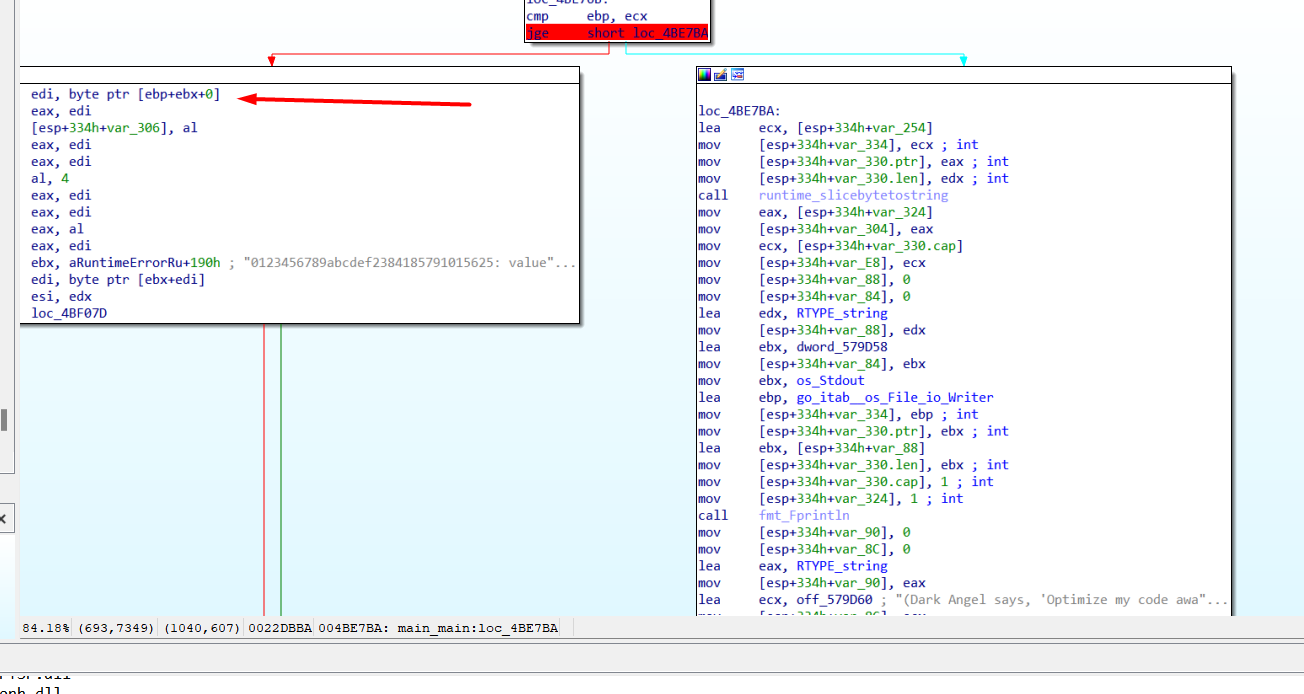 cmp ebp, ecx
jge short loc_4BE7BA
edi, byte ptr [ebp+ebx+0]
eax, edi
[esp+334h+var_306], al
eax, edi
eax, edi
al, 4
eax, edi
eax, edi
eax, al
eax, edi
ebx, aRuntimeErrorRu+190h ; "0123456789abcdef2384185791015625: value"...
edi, byte ptr [ebx+edi]
esi, edx
loc_4BF07D
loc_4BE7BA:
lea ecx, [esp+334h+var_254]
mov [esp+334h+var_334], ecx ; int
mov [esp+334h+var_330.ptr], eax ; int
mov [esp+334h+var_330.len], edx ; int
call runtime_slicebytetostring
mov eax, [esp+334h+var_324]
mov [esp+334h+var_304], eax
mov ecx, [esp+334h+var_330.cap]
mov [esp+334h+var_E8], ecx
mov [esp+334h+var_88], 0
mov [esp+334h+var_84], 0
lea edx, RTYPE_string
mov [esp+334h+var_88], edx
lea ebx, dword_579D58
mov [esp+334h+var_84], ebx
mov ebx, os_Stdout
lea ebp, go_itab__os_File_io_Writer
mov [esp+334h+var_334], ebp ; int
mov [esp+334h+var_330.ptr], ebx ; int
lea ebx, [esp+334h+var_88]
mov [esp+334h+var_330.len], ebx ; int
mov [esp+334h+var_330.cap], 1 ; int
mov [esp+334h+var_324], 1 ; int
call fmt_Fprintln
mov [esp+334h+var_90], 0
mov [esp+334h+var_8C], 0
lea eax, RTYPE_string
mov [esp+334h+var_90], eax
lea ecx, off_579D60 ; "(Dark Angel says, 'Optimize my code awa"...
84.18% (693,7349) (1040,607) 0022DBBA 004BE7BA: main_main:loc_4BE7BA